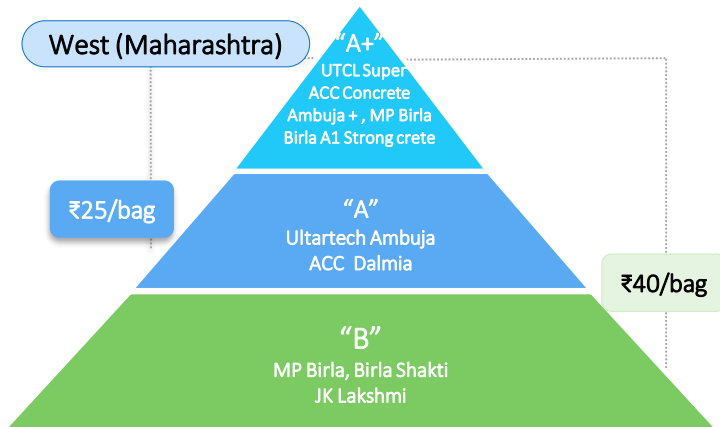 West (Maharashtra)
“A+”
UTCL Super
ACC Concrete
Ambuja + , MP Birla
Birla A1 Strong crete
₹25/bag
“A”
Ultartech Ambuja
ACC Dalmia
₹40/bag
“B”
MP Birla, Birla Shakti
JK Lakshmi